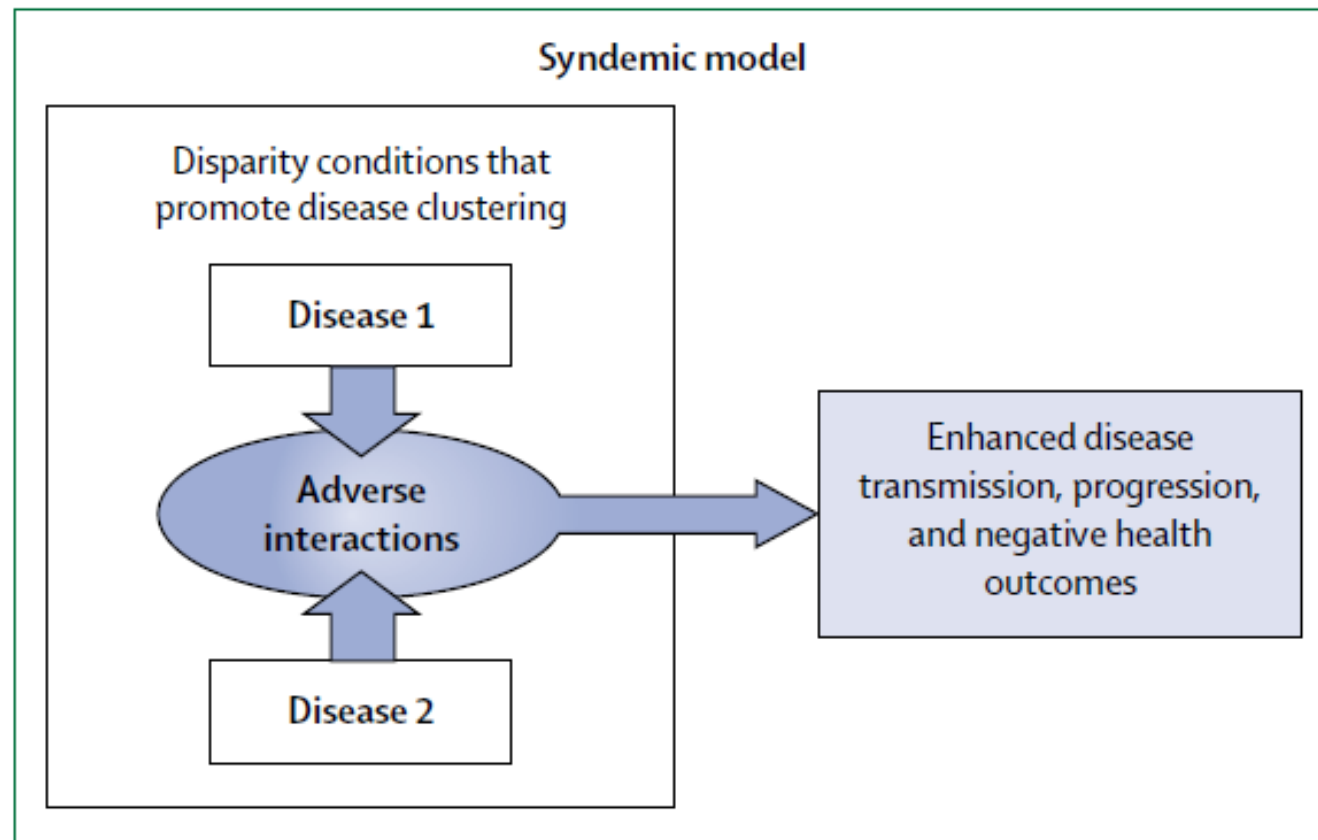 Syndemic model
Disparity conditions that
promote disease clustering
Disease 1
Adverse
interactions
Disease 2
Enhanced disease
transmission, progression,
and negative health
outcomes